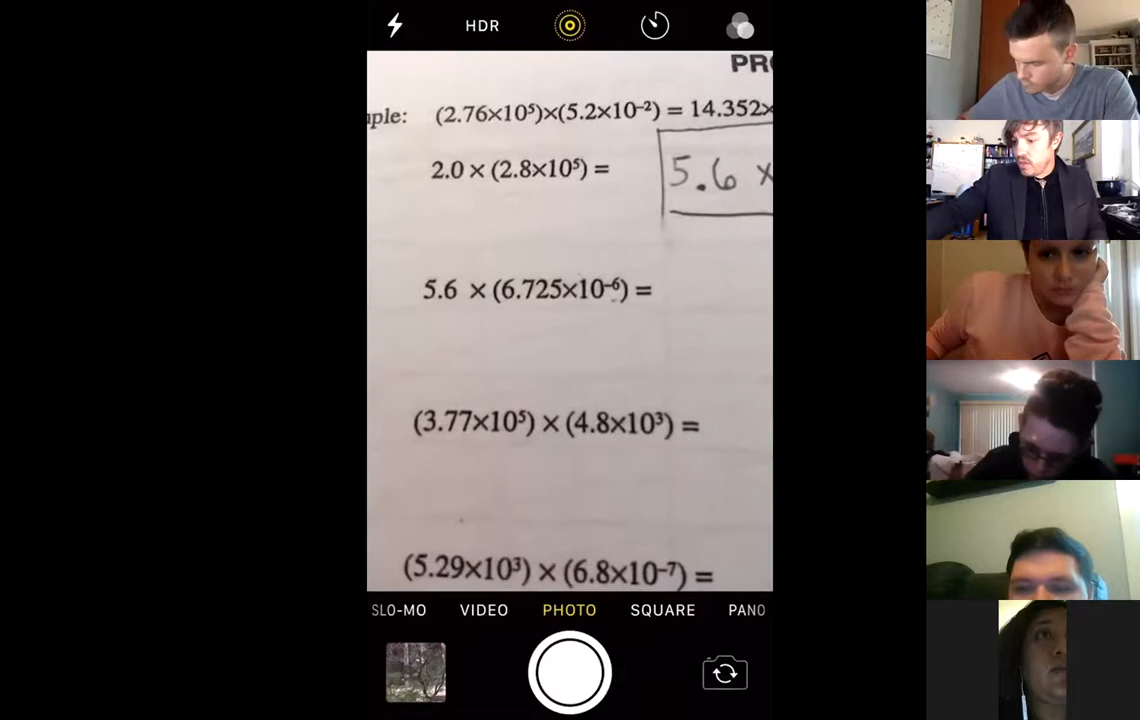 HDR
PR
mple: (2.76×10⁵)×(5.2×10⁻²) = 14.352×
2.0 × (2.8×10⁵) = 5.6 ×
5.6 × (6.725×10⁻⁶) =
(3.77×10⁵) × (4.8×10³) =
(5.29×10³) × (6.8×10⁻⁷) =
SLO-MO VIDEO PHOTO SQUARE PANO